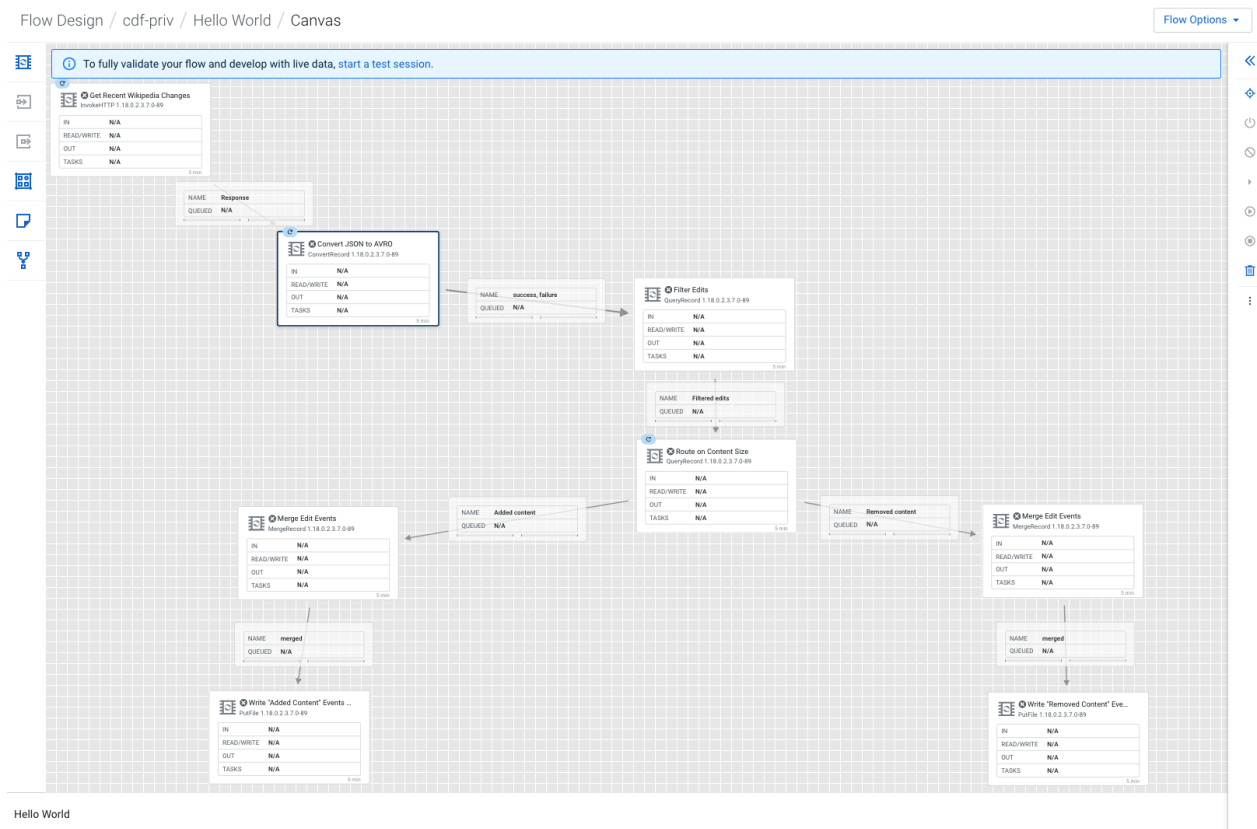 Flow Design / cdf-priv / Hello World / Canvas
Flow Options
To fully validate your flow and develop with live data, start a test session.
Get Recent Wikipedia Changes
InvokeHTTP 1.18.0.2.3.7.0-89
IN N/A
READ/WRITE N/A
OUT N/A
TASKS N/A
5 min
NAME Response
QUEUED N/A
Convert JSON to AVRO
ConvertRecord 1.18.0.2.3.7.0-89
IN N/A
READ/WRITE N/A
OUT N/A
TASKS N/A
5 min
NAME success, failure
QUEUED N/A
Filter Edits
QueryRecord 1.18.0.2.3.7.0-89
IN N/A
READ/WRITE N/A
OUT N/A
TASKS N/A
5 min
NAME Filtered edits
QUEUED N/A
Route on Content Size
QueryRecord 1.18.0.2.3.7.0-89
IN N/A
READ/WRITE N/A
OUT N/A
TASKS N/A
5 min
NAME Added content
QUEUED N/A
NAME Removed content
QUEUED N/A
Merge Edit Events
MergeRecord 1.18.0.2.3.7.0-89
IN N/A
READ/WRITE N/A
OUT N/A
TASKS N/A
5 min
Merge Edit Events
MergeRecord 1.18.0.2.3.7.0-89
IN N/A
READ/WRITE N/A
OUT N/A
TASKS N/A
5 min
NAME merged
QUEUED N/A
NAME merged
QUEUED N/A
Write "Added Content" Events ...
PutFile 1.18.0.2.3.7.0-89
IN N/A
READ/WRITE N/A
OUT N/A
TASKS N/A
5 min
Write "Removed Content" Eve...
PutFile 1.18.0.2.3.7.0-89
IN N/A
READ/WRITE N/A
OUT N/A
TASKS N/A
5 min
Hello World